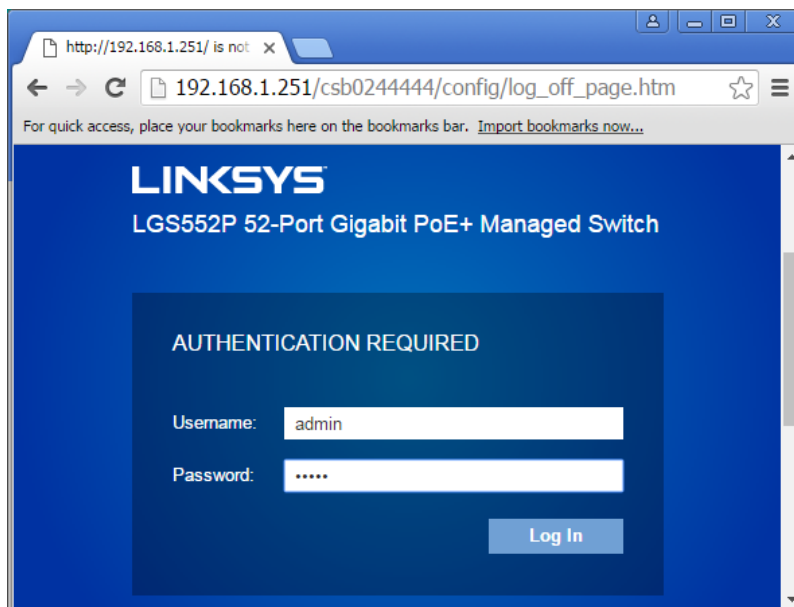 http://192.168.1.251/ is not
192.168.1.251/csb0244444/config/log_off_page.htm
For quick access, place your bookmarks here on the bookmarks bar. Import bookmarks now...
LINKSYS
LGS552P 52-Port Gigabit PoE+ Managed Switch
AUTHENTICATION REQUIRED
Username: admin
Password: •••••
Log In